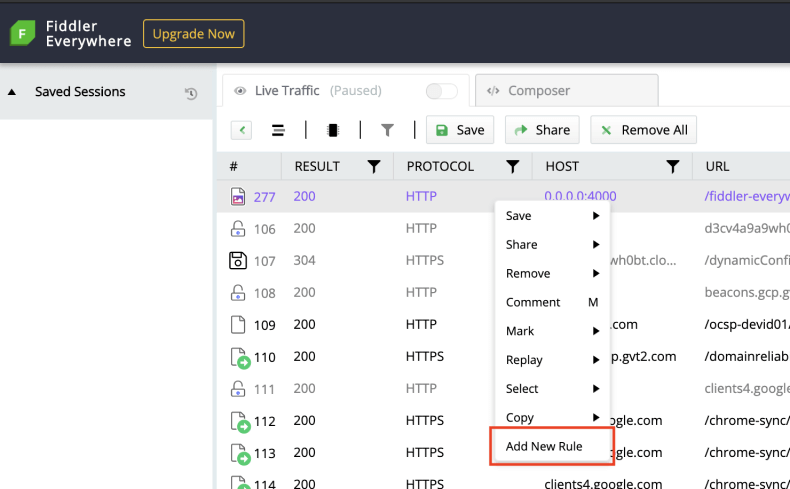 Fiddler
Everywhere
Upgrade Now
Saved Sessions
Live Traffic (Paused)
Composer
Save
Share
Remove All
# RESULT PROTOCOL HOST URL
277 200 HTTP 0.0.0.0:4000 /fiddler-everyw
106 200 HTTP d3cv4a9a9wh0
107 304 HTTPS wh0bt.clo... /dynamicConfi
108 200 HTTP beacons.gcp.gv
109 200 HTTP .com /ocsp-devid01/
110 200 HTTPS p.gvt2.com /domainreliab
111 200 HTTP clients4.google
112 200 HTTPS ogle.com /chrome-sync/
113 200 HTTPS ogle.com /chrome-sync/
114 200 HTTPS clients4.google.com /chrome-sync/
Save
Share
Remove
Comment M
Mark
Replay
Select
Copy
Add New Rule